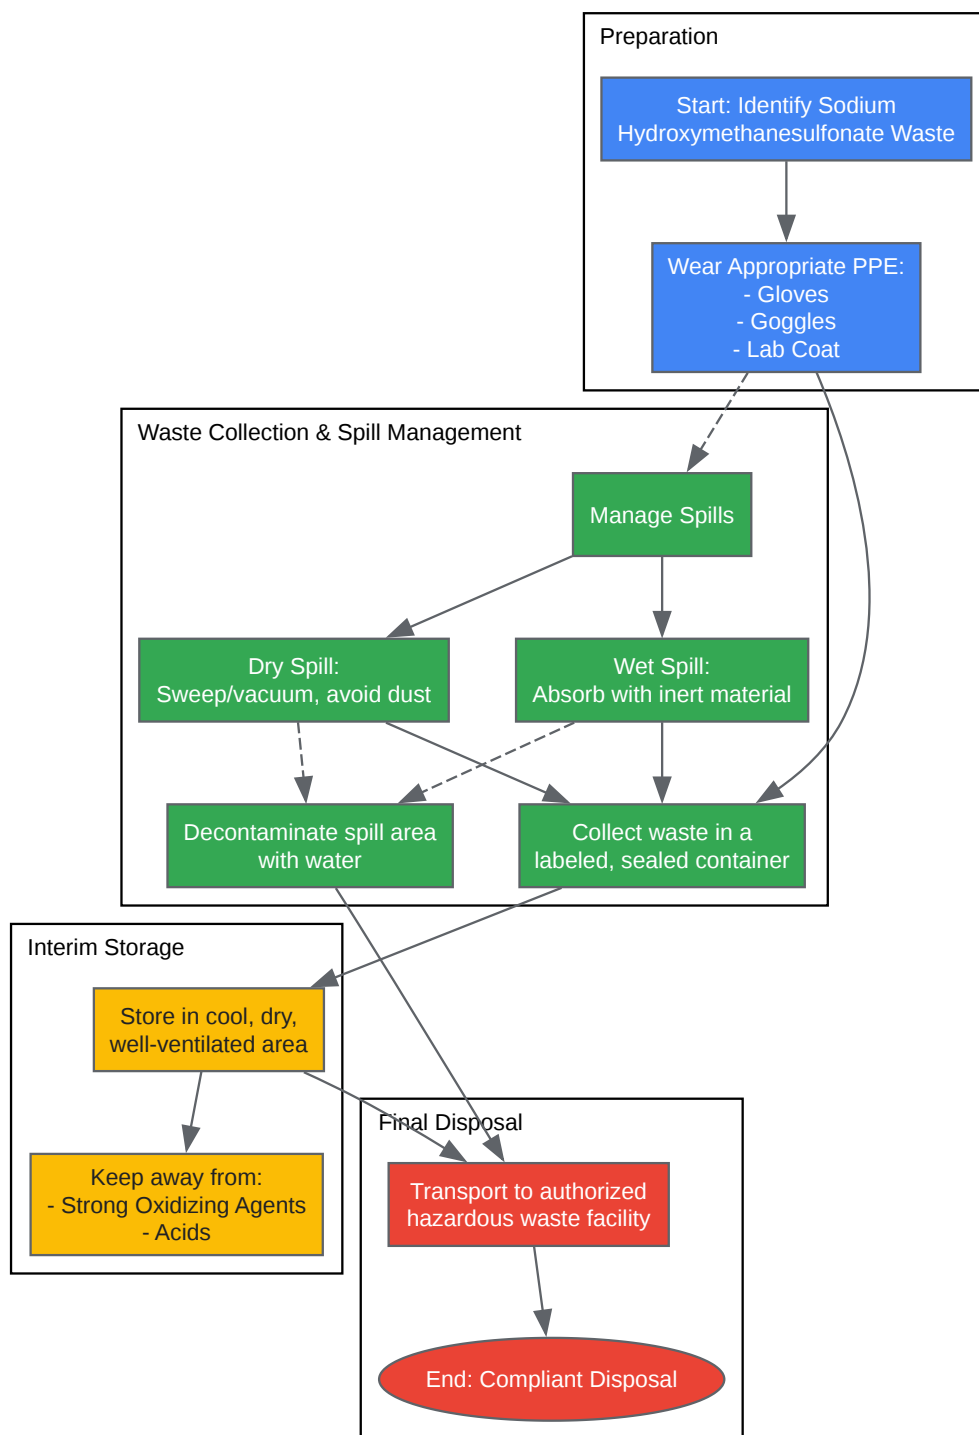 Preparation
Start: Identify Sodium
Hydroxymethanesulfonate Waste
Wear Appropriate PPE:
- Gloves
- Goggles
- Lab Coat
Waste Collection & Spill Management
Manage Spills
Dry Spill:
Sweep/vacuum, avoid dust
Wet Spill:
Absorb with inert material
Decontaminate spill area
with water
Collect waste in a
labeled, sealed container
Interim Storage
Store in cool, dry,
well-ventilated area
Keep away from:
- Strong Oxidizing Agents
- Acids
Final Disposal
Transport to authorized
hazardous waste facility
End: Compliant Disposal